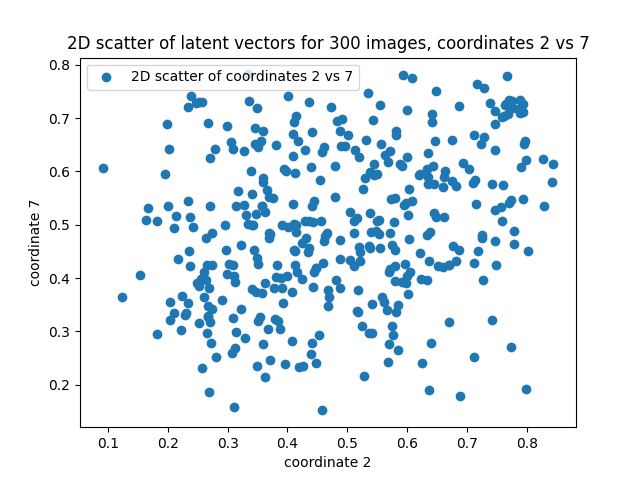 2D scatter of latent vectors for 300 images, coordinates 2 vs 7
2D scatter of coordinates 2 vs 7
0.8
0.7
0.6
0.5
0.4
0.3
0.2
coordinate 7
0.1 0.2 0.3 0.4 0.5 0.6 0.7 0.8
coordinate 2